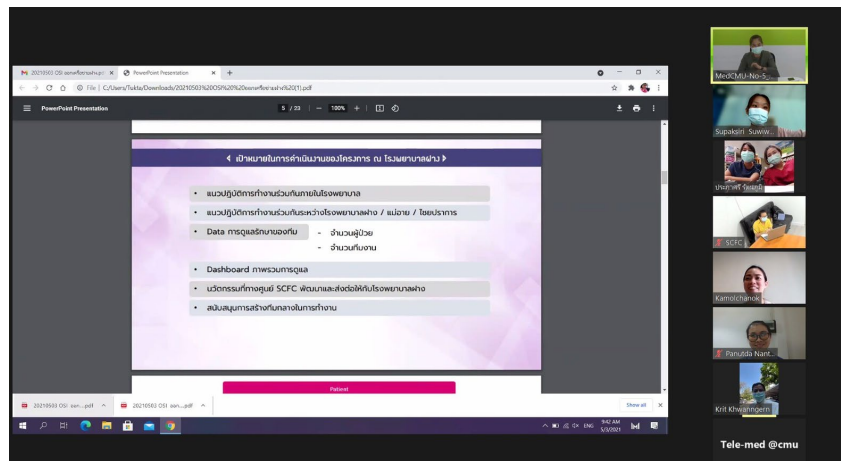 PowerPoint Presentation
File
PowerPoint Presentation
5 / 23
100%
เป้าหมายในการดำเนินงานของโครงการ ณ โรงพยาบาลฝาง
• แนวปฏิบัติการทำงานร่วมกันภายในโรงพยาบาล
• แนวปฏิบัติการทำงานร่วมกันระหว่างโรงพยาบาลฝาง / แม่อาย / ไชยปราการ
• Data การดูแลรักษาของทีม
- จำนวนผู้ป่วย
- จำนวนทีมงาน
• Dashboard ภาพรวมการดูแล
• นวัตกรรมที่ทางศูนย์ SCFC พัฒนาและส่งต่อให้กับโรงพยาบาลฝาง
• สนับสนุนการสร้างทีมกลางในการทำงาน
Patient
Show all
ENG
9:42 AM
5/3/2021
MedCMU-No-5_
Supaksiri Suwiw...
SCFC
Kamolchanok
Panutda Nant...
Krit Khwanngern
Tele-med @cmu